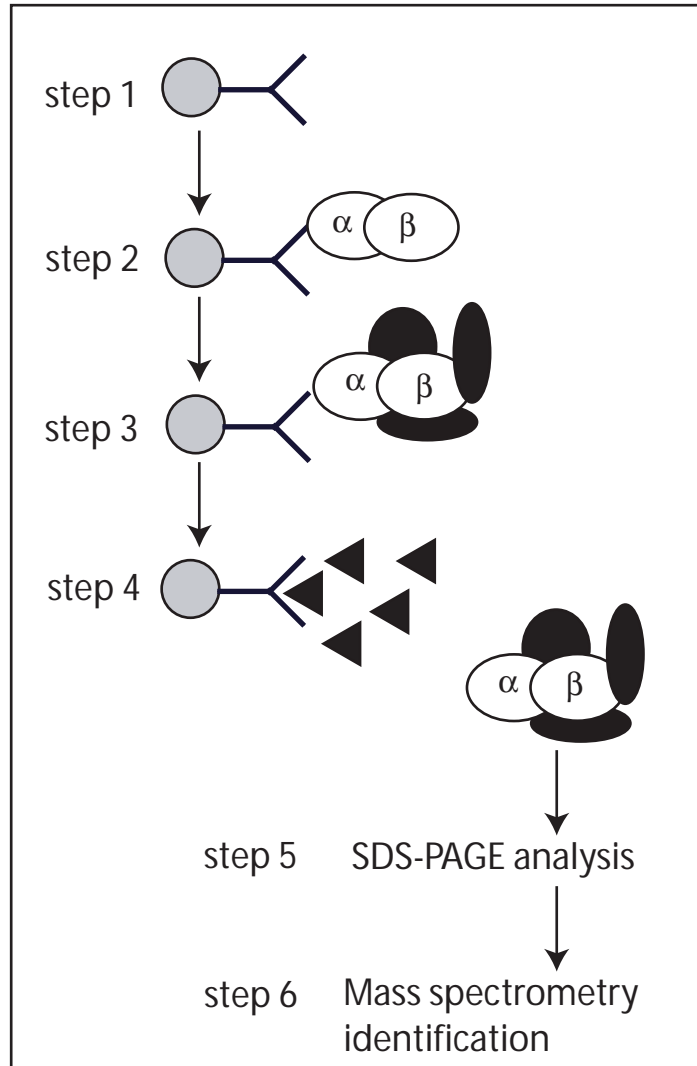 step 1
step 2
α β
step 3
α β
step 4
α β
step 5 SDS-PAGE analysis
step 6 Mass spectrometry
identification